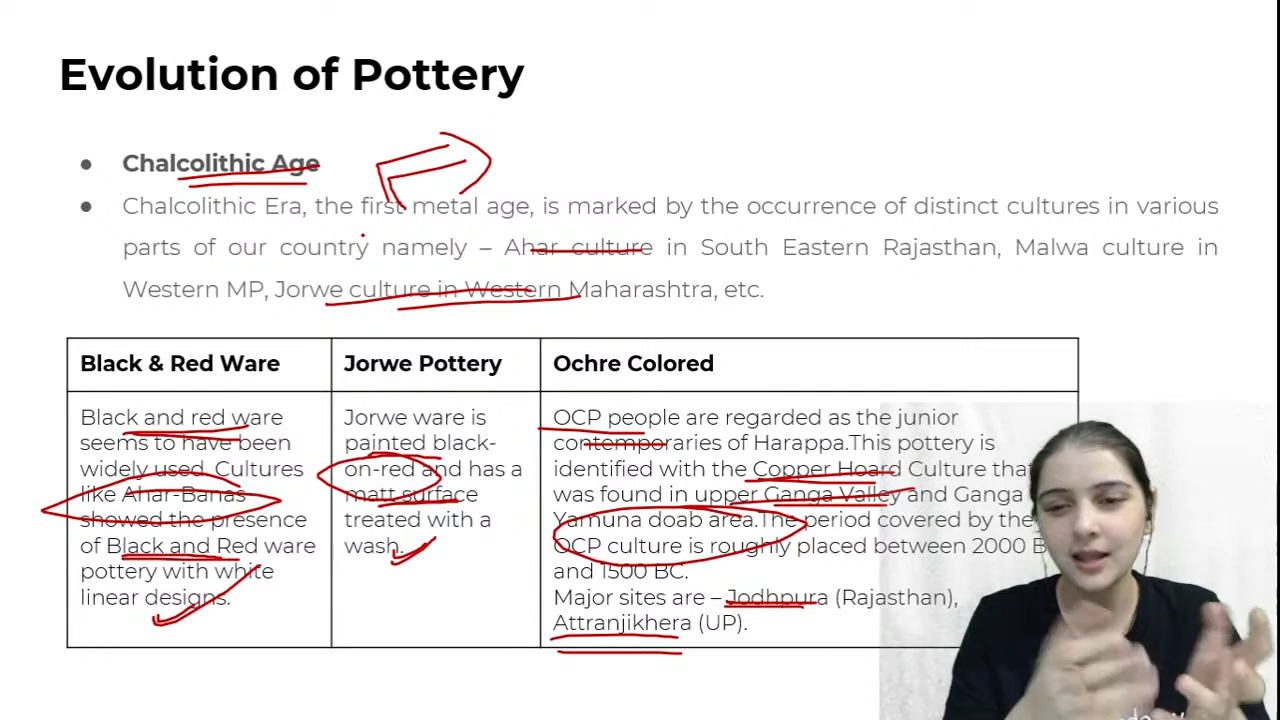 Evolution of Pottery
● Chalcolithic Age
● Chalcolithic Era, the first metal age, is marked by the occurrence of distinct cultures in various
parts of our country namely – Ahar culture in South Eastern Rajasthan, Malwa culture in
Western MP, Jorwe culture in Western Maharashtra, etc.
Black & Red Ware
Black and red ware
seems to have been
widely used. Cultures
like Ahar-Banas
showed the presence
of Black and Red ware
pottery with white
linear designs.
Jorwe Pottery
Jorwe ware is
painted black-
on-red and has a
matt surface
treated with a
wash.
Ochre Colored
OCP people are regarded as the junior
contemporaries of Harappa.This pottery is
identified with the Copper Hoard Culture that
was found in upper Ganga Valley and Ganga
Yamuna doab area.The period covered by the
OCP culture is roughly placed between 2000 B
and 1500 BC.
Major sites are – Jodhpura (Rajasthan),
Attranjikhera (UP).